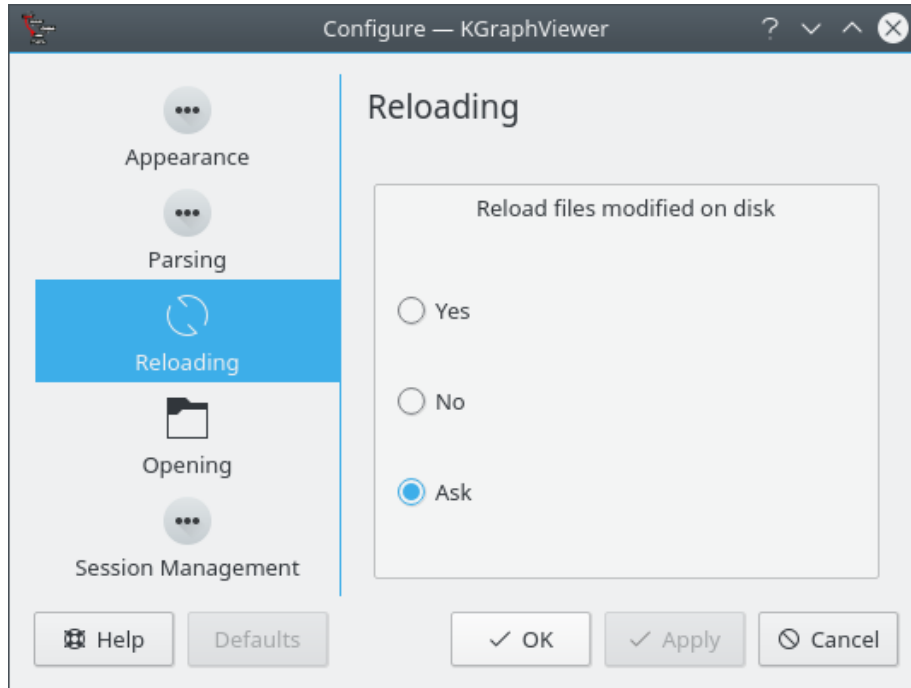 Configure — KGraphViewer
Appearance
Parsing
Reloading
Opening
Session Management
Reloading
Reload files modified on disk
Yes
No
Ask
Help
Defaults
OK
Apply
Cancel